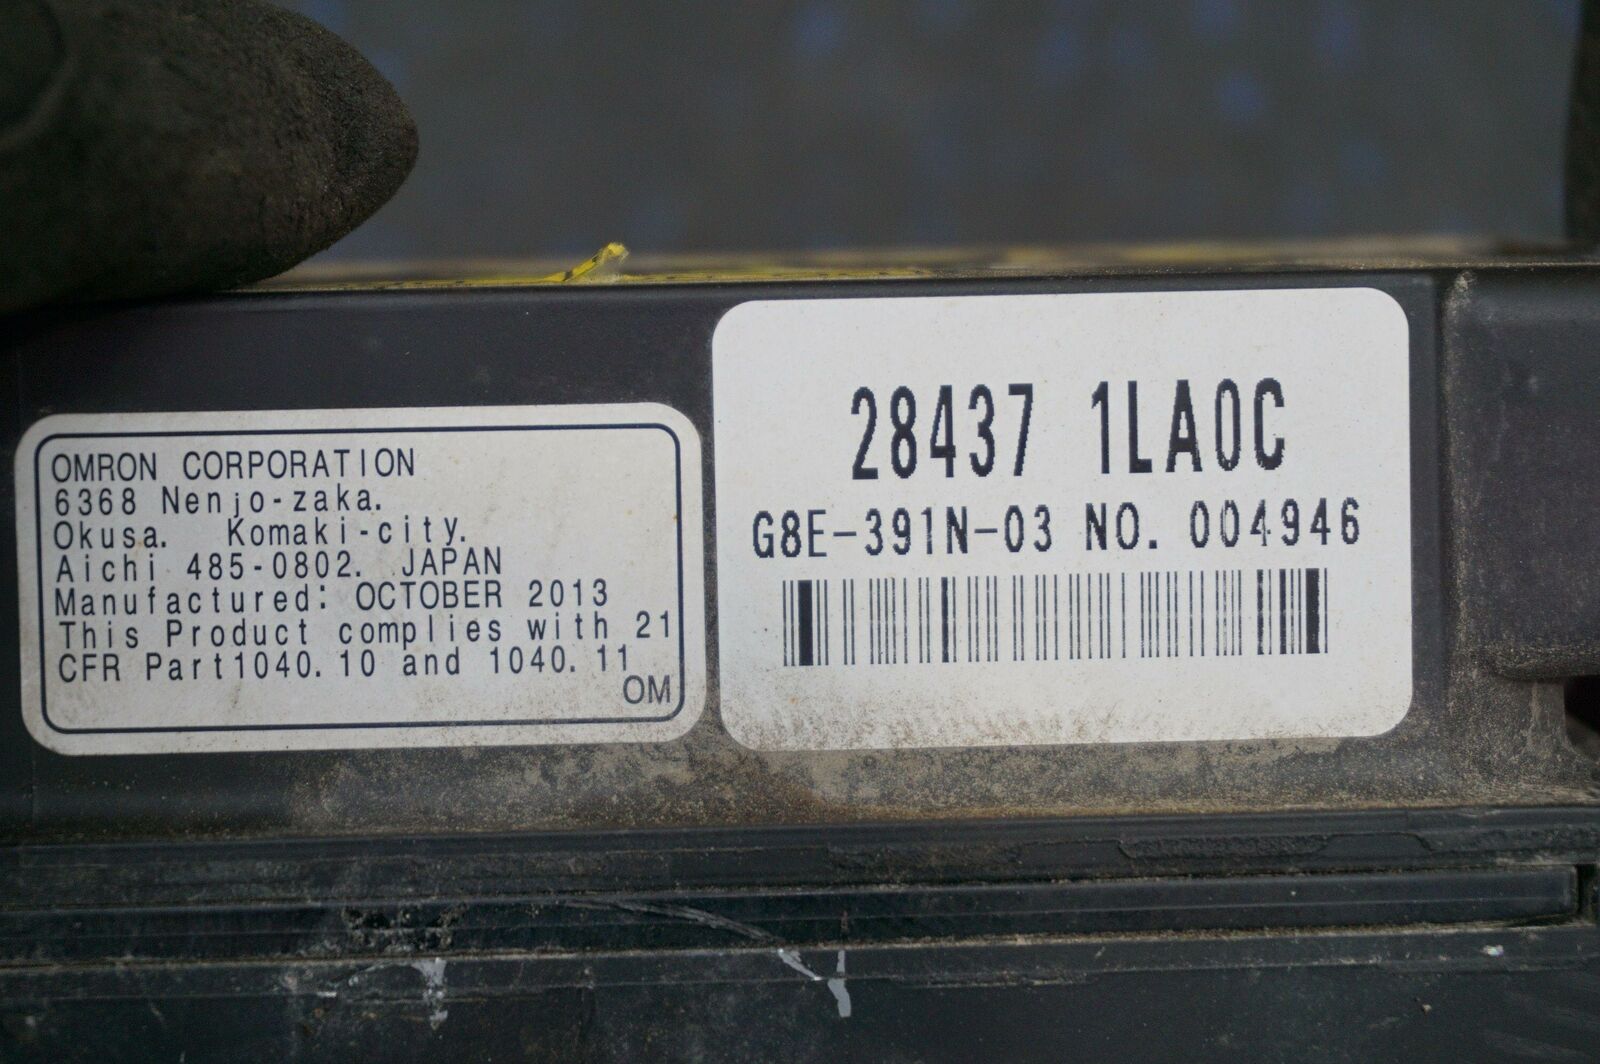 OMRON CORPORATION
6368 Nenjo-zaka.
Okusa. Komaki-city.
Aichi 485-0802. JAPAN
Manufactured: OCTOBER 2013
This Product complies with 21
CFR Part1040.10 and 1040.11
OM
28437 1LA0C
G8E-391N-03 NO. 004946